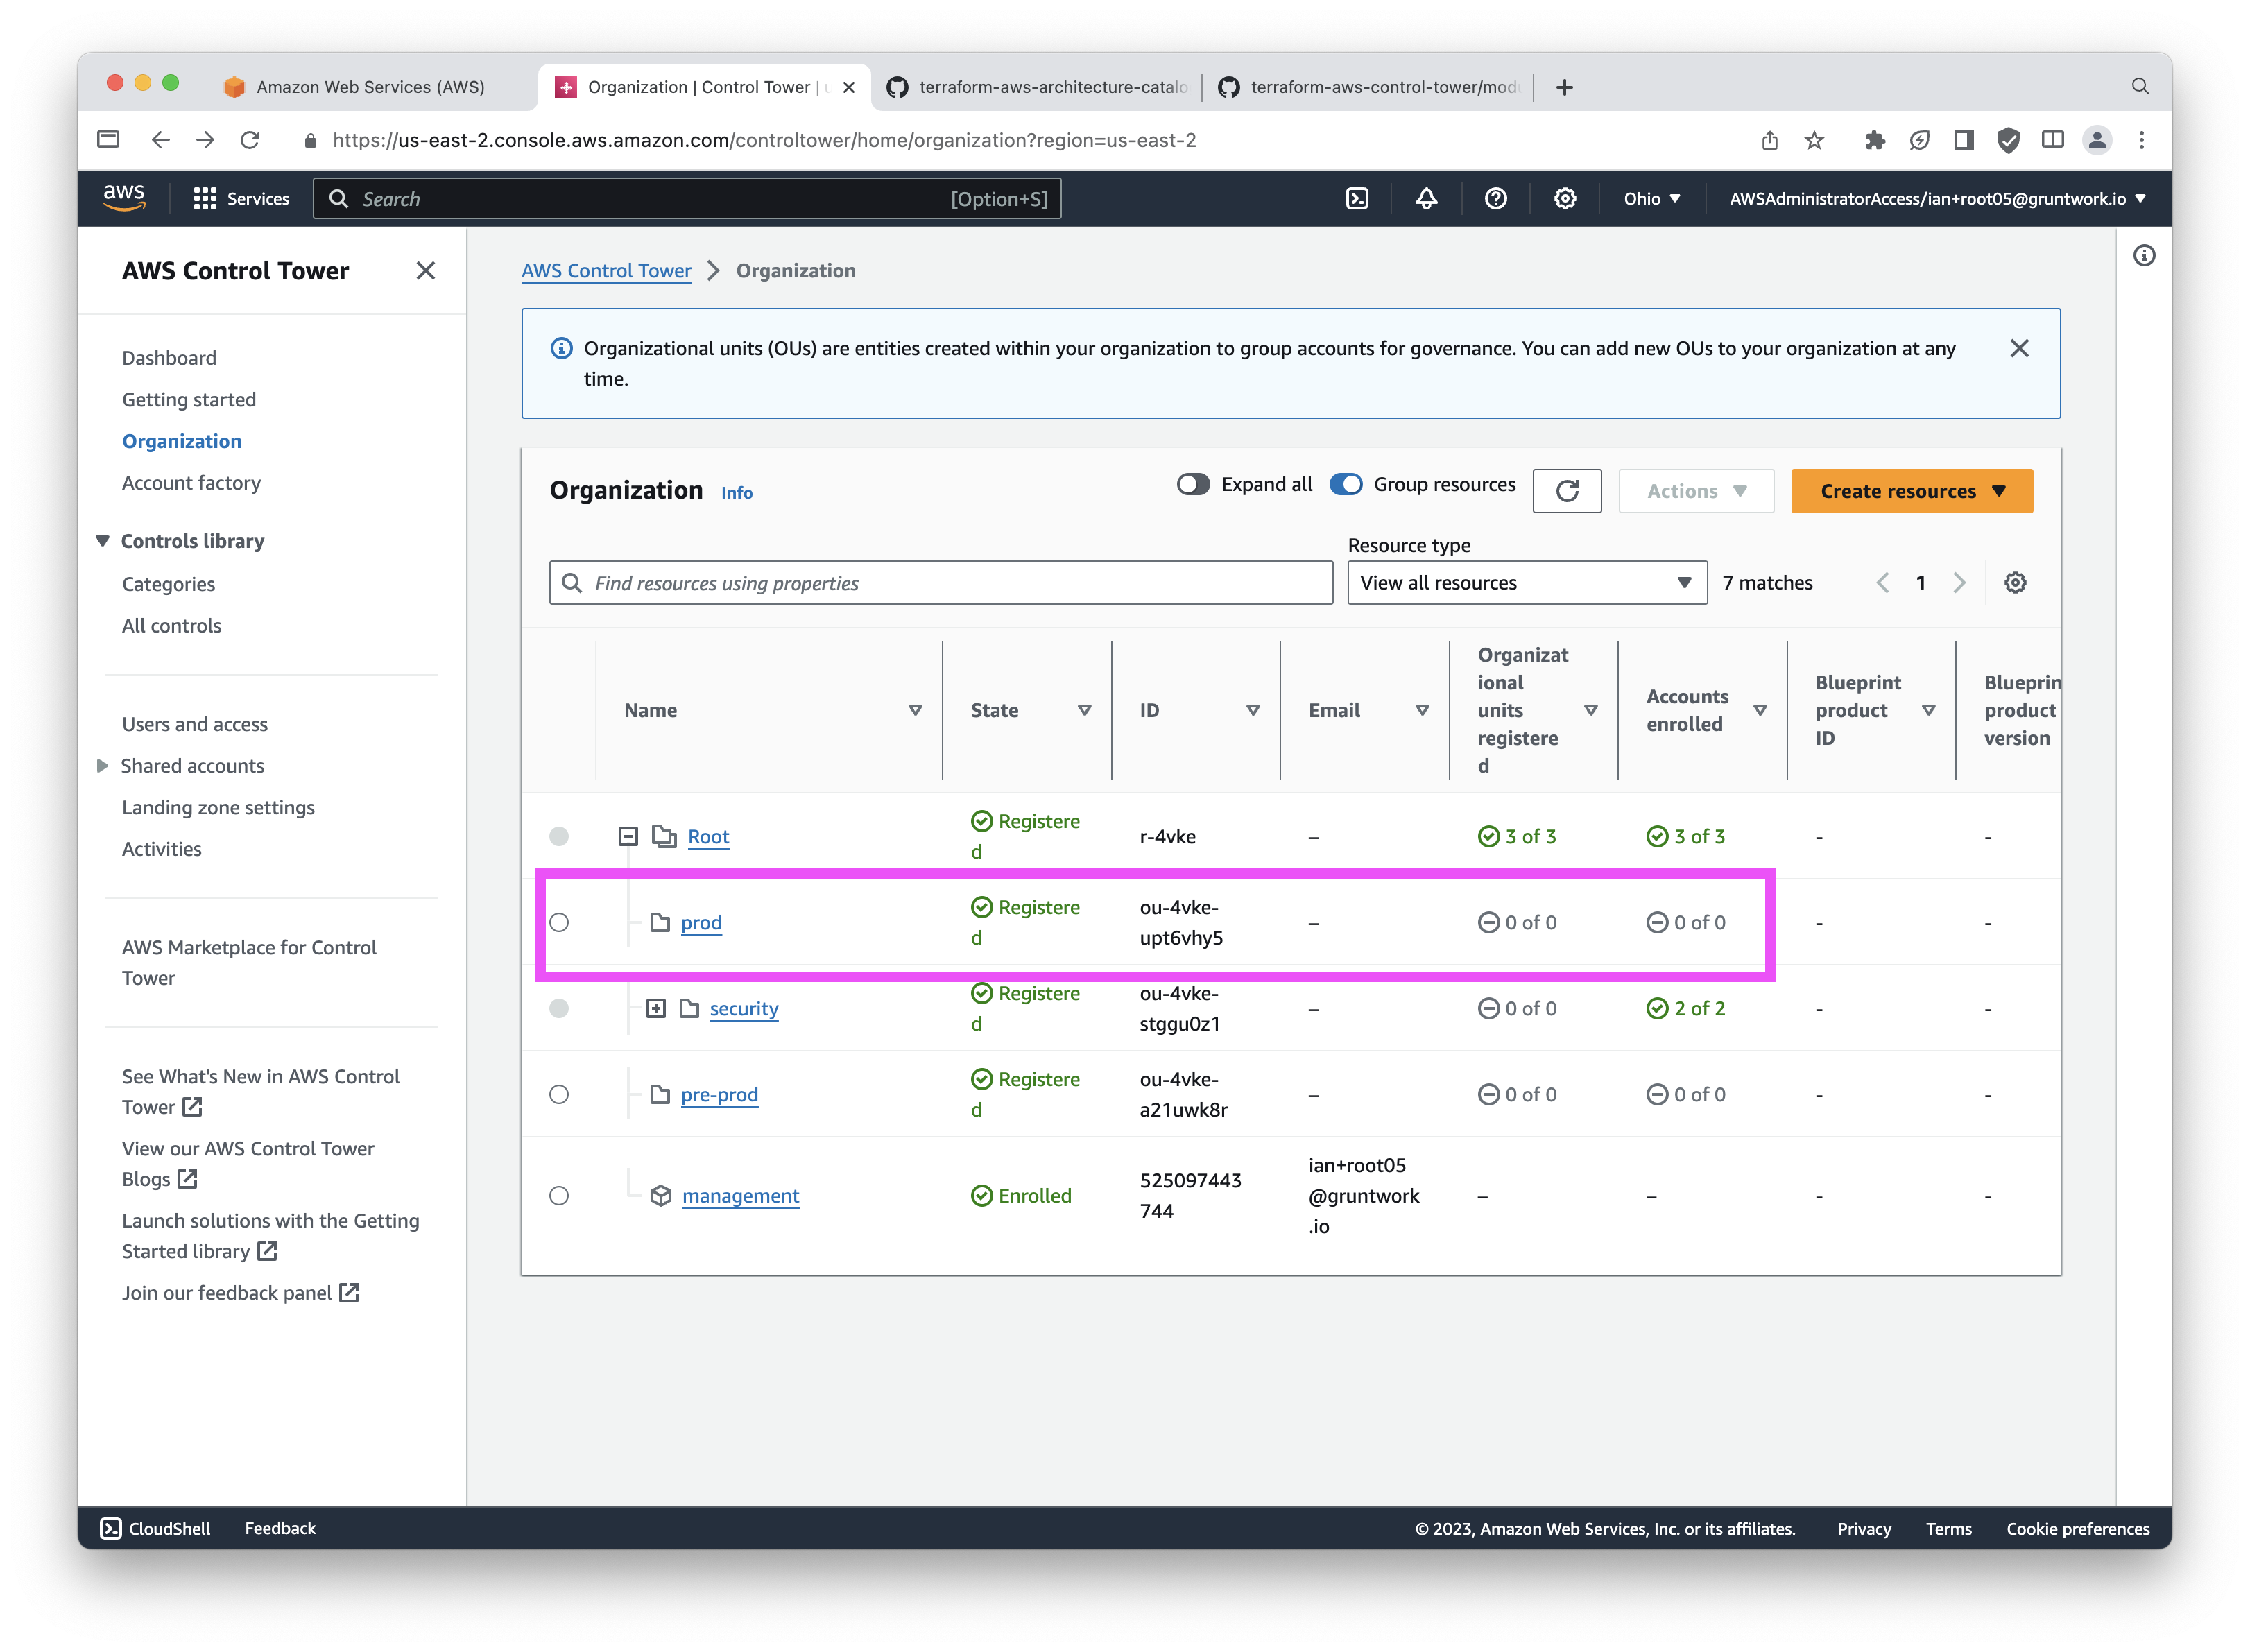 Amazon Web Services (AWS)
Organization | Control Tower |
terraform-aws-architecture-catalo
terraform-aws-control-tower/modu
https://us-east-2.console.aws.amazon.com/controltower/home/organization?region=us-east-2
aws
Services
Search
[Option+S]
Ohio
AWSAdministratorAccess/ian+root05@gruntwork.io
AWS Control Tower
Dashboard
Getting started
Organization
Account factory
Controls library
Categories
All controls
Users and access
Shared accounts
Landing zone settings
Activities
AWS Marketplace for Control
Tower
See What's New in AWS Control
Tower
View our AWS Control Tower
Blogs
Launch solutions with the Getting
Started library
Join our feedback panel
AWS Control Tower
Organization
Organizational units (OUs) are entities created within your organization to group accounts for governance. You can add new OUs to your organization at any
time.
Organization Info
Expand all
Group resources
Actions
Create resources
Resource type
Find resources using properties
View all resources
7 matches
1
Name
State
ID
Email
Organizat
ional
units
registere
d
Accounts
enrolled
Blueprint
product
ID
Blueprin
product
version
Root
Registere
d
r-4vke
–
3 of 3
3 of 3
-
-
prod
Registere
d
ou-4vke-
upt6vhy5
–
0 of 0
0 of 0
-
-
security
Registere
d
ou-4vke-
stggu0z1
–
0 of 0
2 of 2
-
-
pre-prod
Registere
d
ou-4vke-
a21uwk8r
–
0 of 0
0 of 0
-
-
management
Enrolled
525097443
744
ian+root05
@gruntwork
.io
–
–
-
-
CloudShell
Feedback
© 2023, Amazon Web Services, Inc. or its affiliates.
Privacy
Terms
Cookie preferences